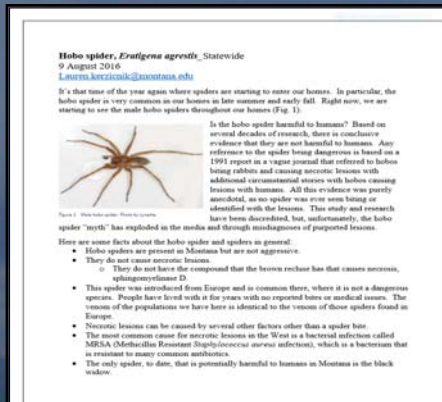 Hobo spider, Eratigena agrestis_Statewide
9 August 2016
Lauren.kerzicnik@montana.edu
It's that time of the year again where spiders are starting to enter our homes. In particular, the
hobo spider is very common in our homes in late summer and early fall. Right now, we are
starting to see the male hobo spiders throughout our homes (Fig. 1).
Is the hobo spider harmful to humans? Based on
several decades of research, there is conclusive
evidence that they are not harmful to humans. Any
reference to the spider being dangerous is based on a
1991 report in a vague journal that referred to hobos
biting rabbits and causing necrotic lesions with
additional circumstantial stories with hobos causing
lesions with humans. All this evidence was purely
anecdotal, as no spider was ever seen biting or
identified with the lesions. This study and research
have been discredited, but, unfortunately, the hobo
Figure 1. Male hobo spider. Photo by
spider "myth" has exploded in the media and through misdiagnoses of purported lesions.
Here are some facts about the hobo spider and spiders in general:
• Hobo spiders are present in Montana but are not aggressive.
• They do not cause necrotic lesions.
o They do not have the compound that the brown recluse has that causes necrosis,
sphingomyelinase D.
• This spider was introduced from Europe and is common there, where it is not a dangerous
species. People have lived with it for years with no reported bites or medical issues. The
venom of the populations we have here is identical to the venom of those spiders found in
Europe.
• Necrotic lesions can be caused by several other factors other than a spider bite.
• The most common cause for necrotic lesions in the West is a bacterial infection called
MRSA (Methicillin Resistant Staphylococcus aureus infection), which is a bacterium that
is resistant to many common antibiotics.
• The only spider, to date, that is potentially harmful to humans in Montana is the black
widow.